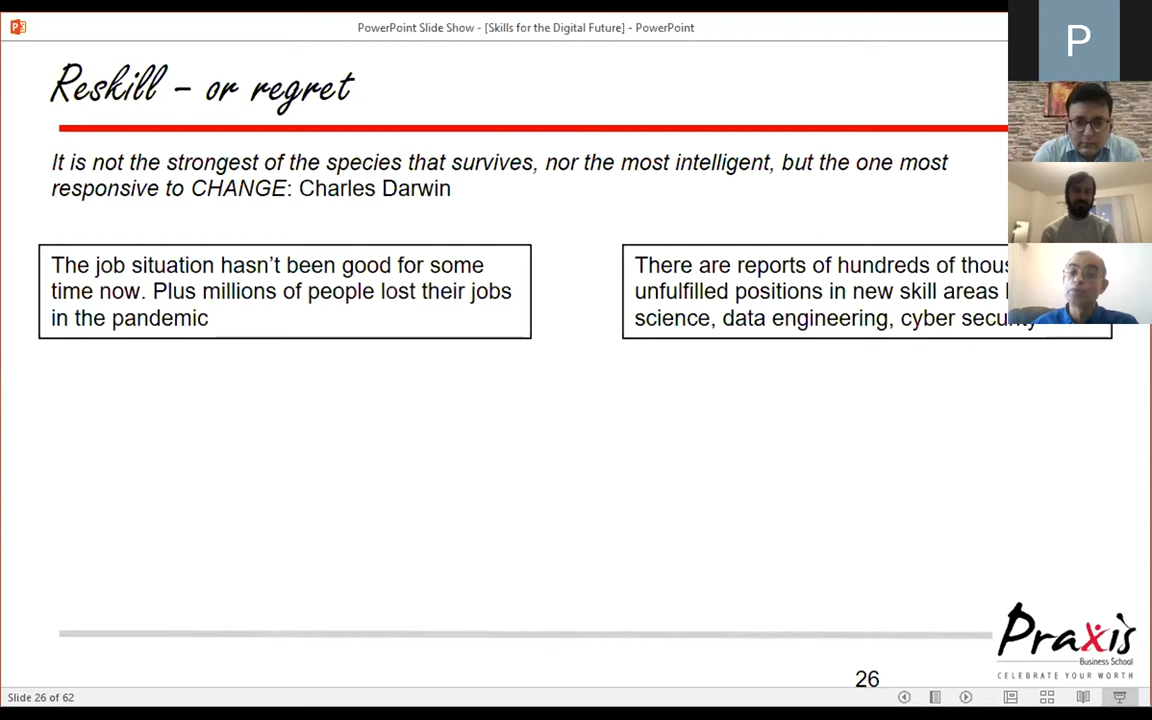 PowerPoint Slide Show - [Skills for the Digital Future] - PowerPoint
P
Reskill – or regret
It is not the strongest of the species that survives, nor the most intelligent, but the one most
responsive to CHANGE: Charles Darwin
The job situation hasn't been good for some
time now. Plus millions of people lost their jobs
in the pandemic
There are reports of hundreds of
unfulfilled positions in new skill areas
science, data engineering, cyber security
Praxis
Business School
CELEBRATE YOUR WORTH
26
Slide 26 of 62